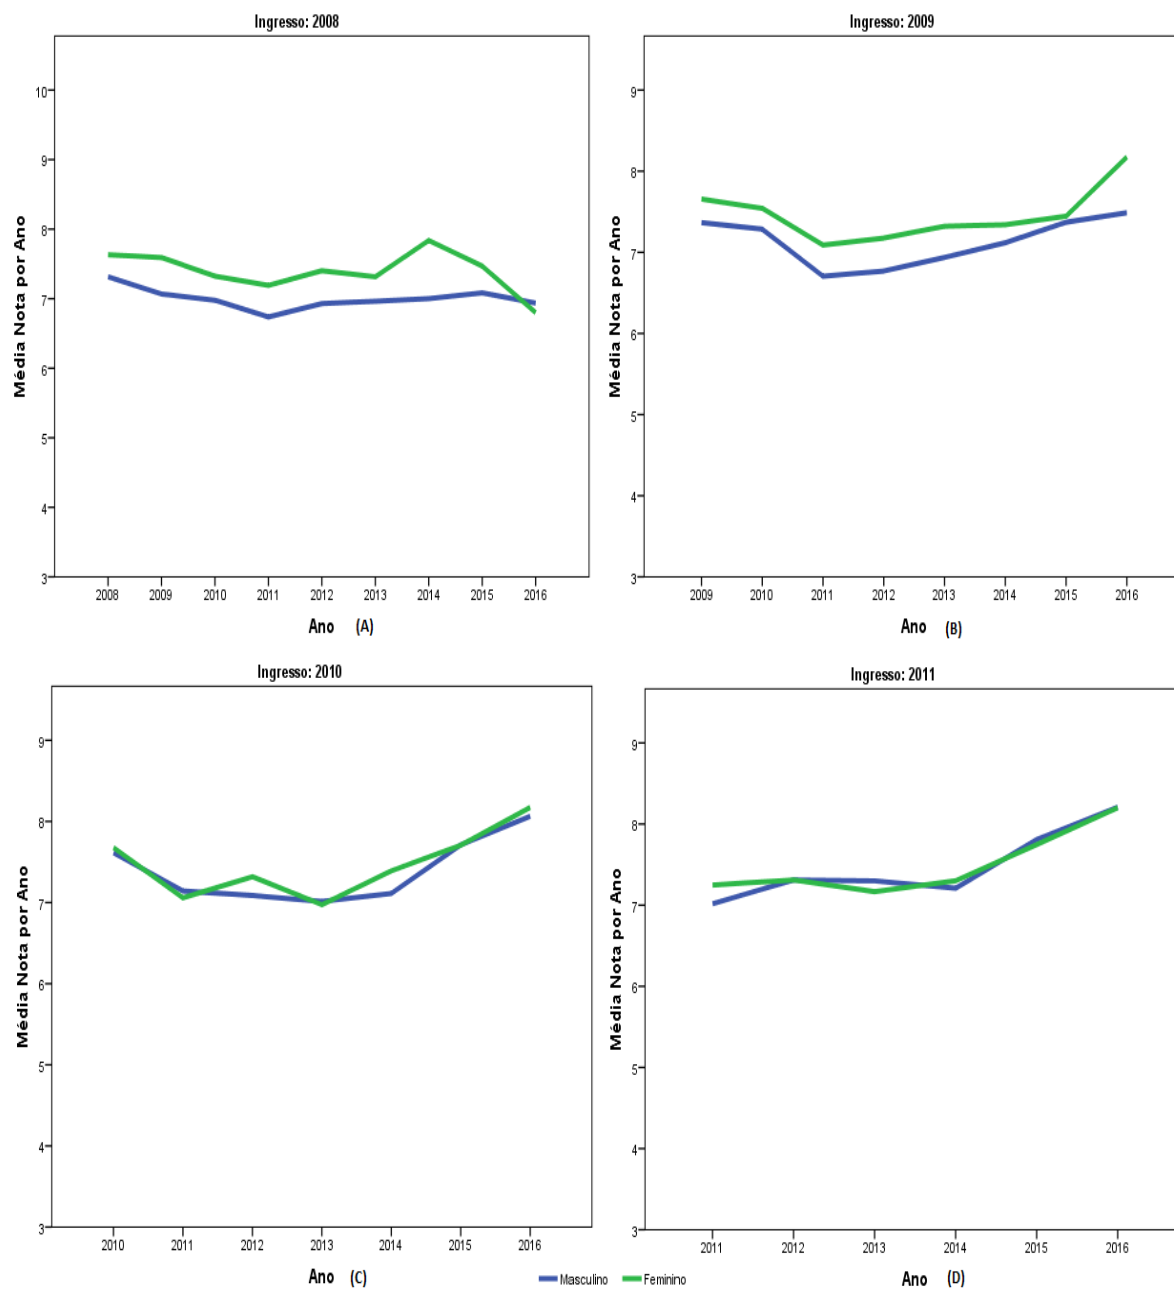 Ingresso: 2008
Média Nota por Ano
10
9
8
7
6
5
4
3
2008 2009 2010 2011 2012 2013 2014 2015 2016
Ano (A)
Ingresso: 2009
Média Nota por Ano
9
8
7
6
5
4
3
2009 2010 2011 2012 2013 2014 2015 2016
Ano (B)
Ingresso: 2010
Média Nota por Ano
9
8
7
6
5
4
3
2010 2011 2012 2013 2014 2015 2016
Ano (C)
Ingresso: 2011
Média Nota por Ano
9
8
7
6
5
4
3
2011 2012 2013 2014 2015 2016
Ano (D)
Masculino Feminino